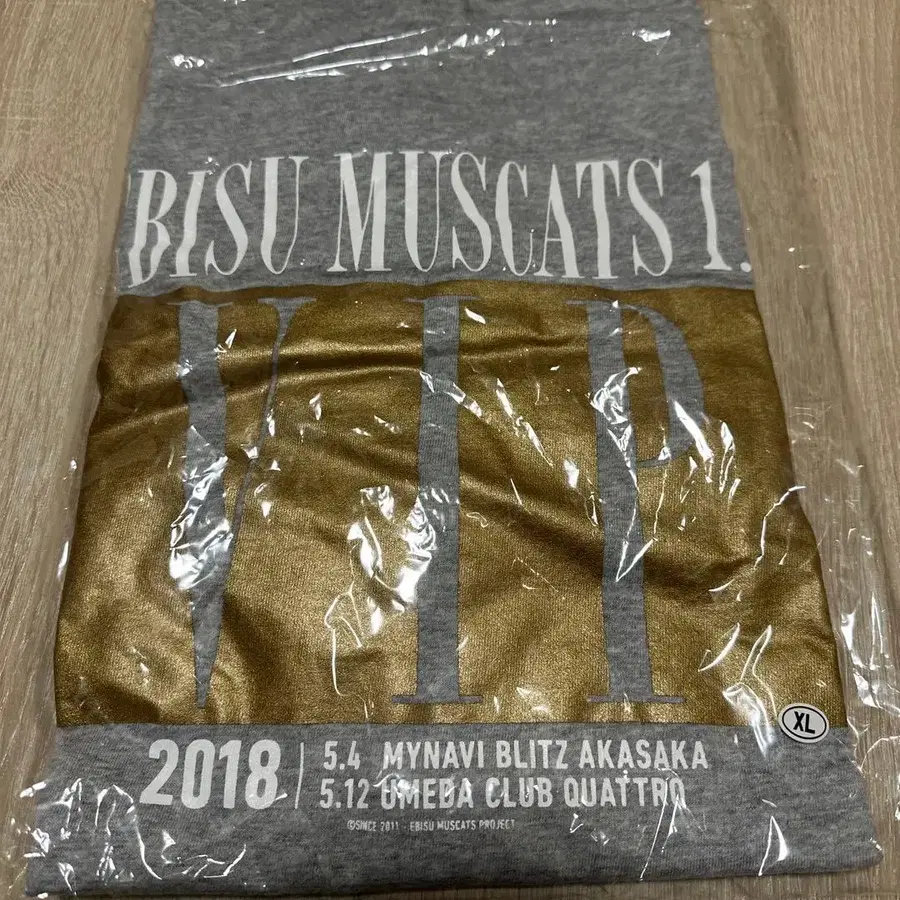 BISU MUSCATS 1.
VIP
XL
2018
5.4 MYNAVI BLITZ AKASAKA
5.12 UMEDA CLUB QUATTRO
©SINCE 2011 - EBISU MUSCATS PROJECT